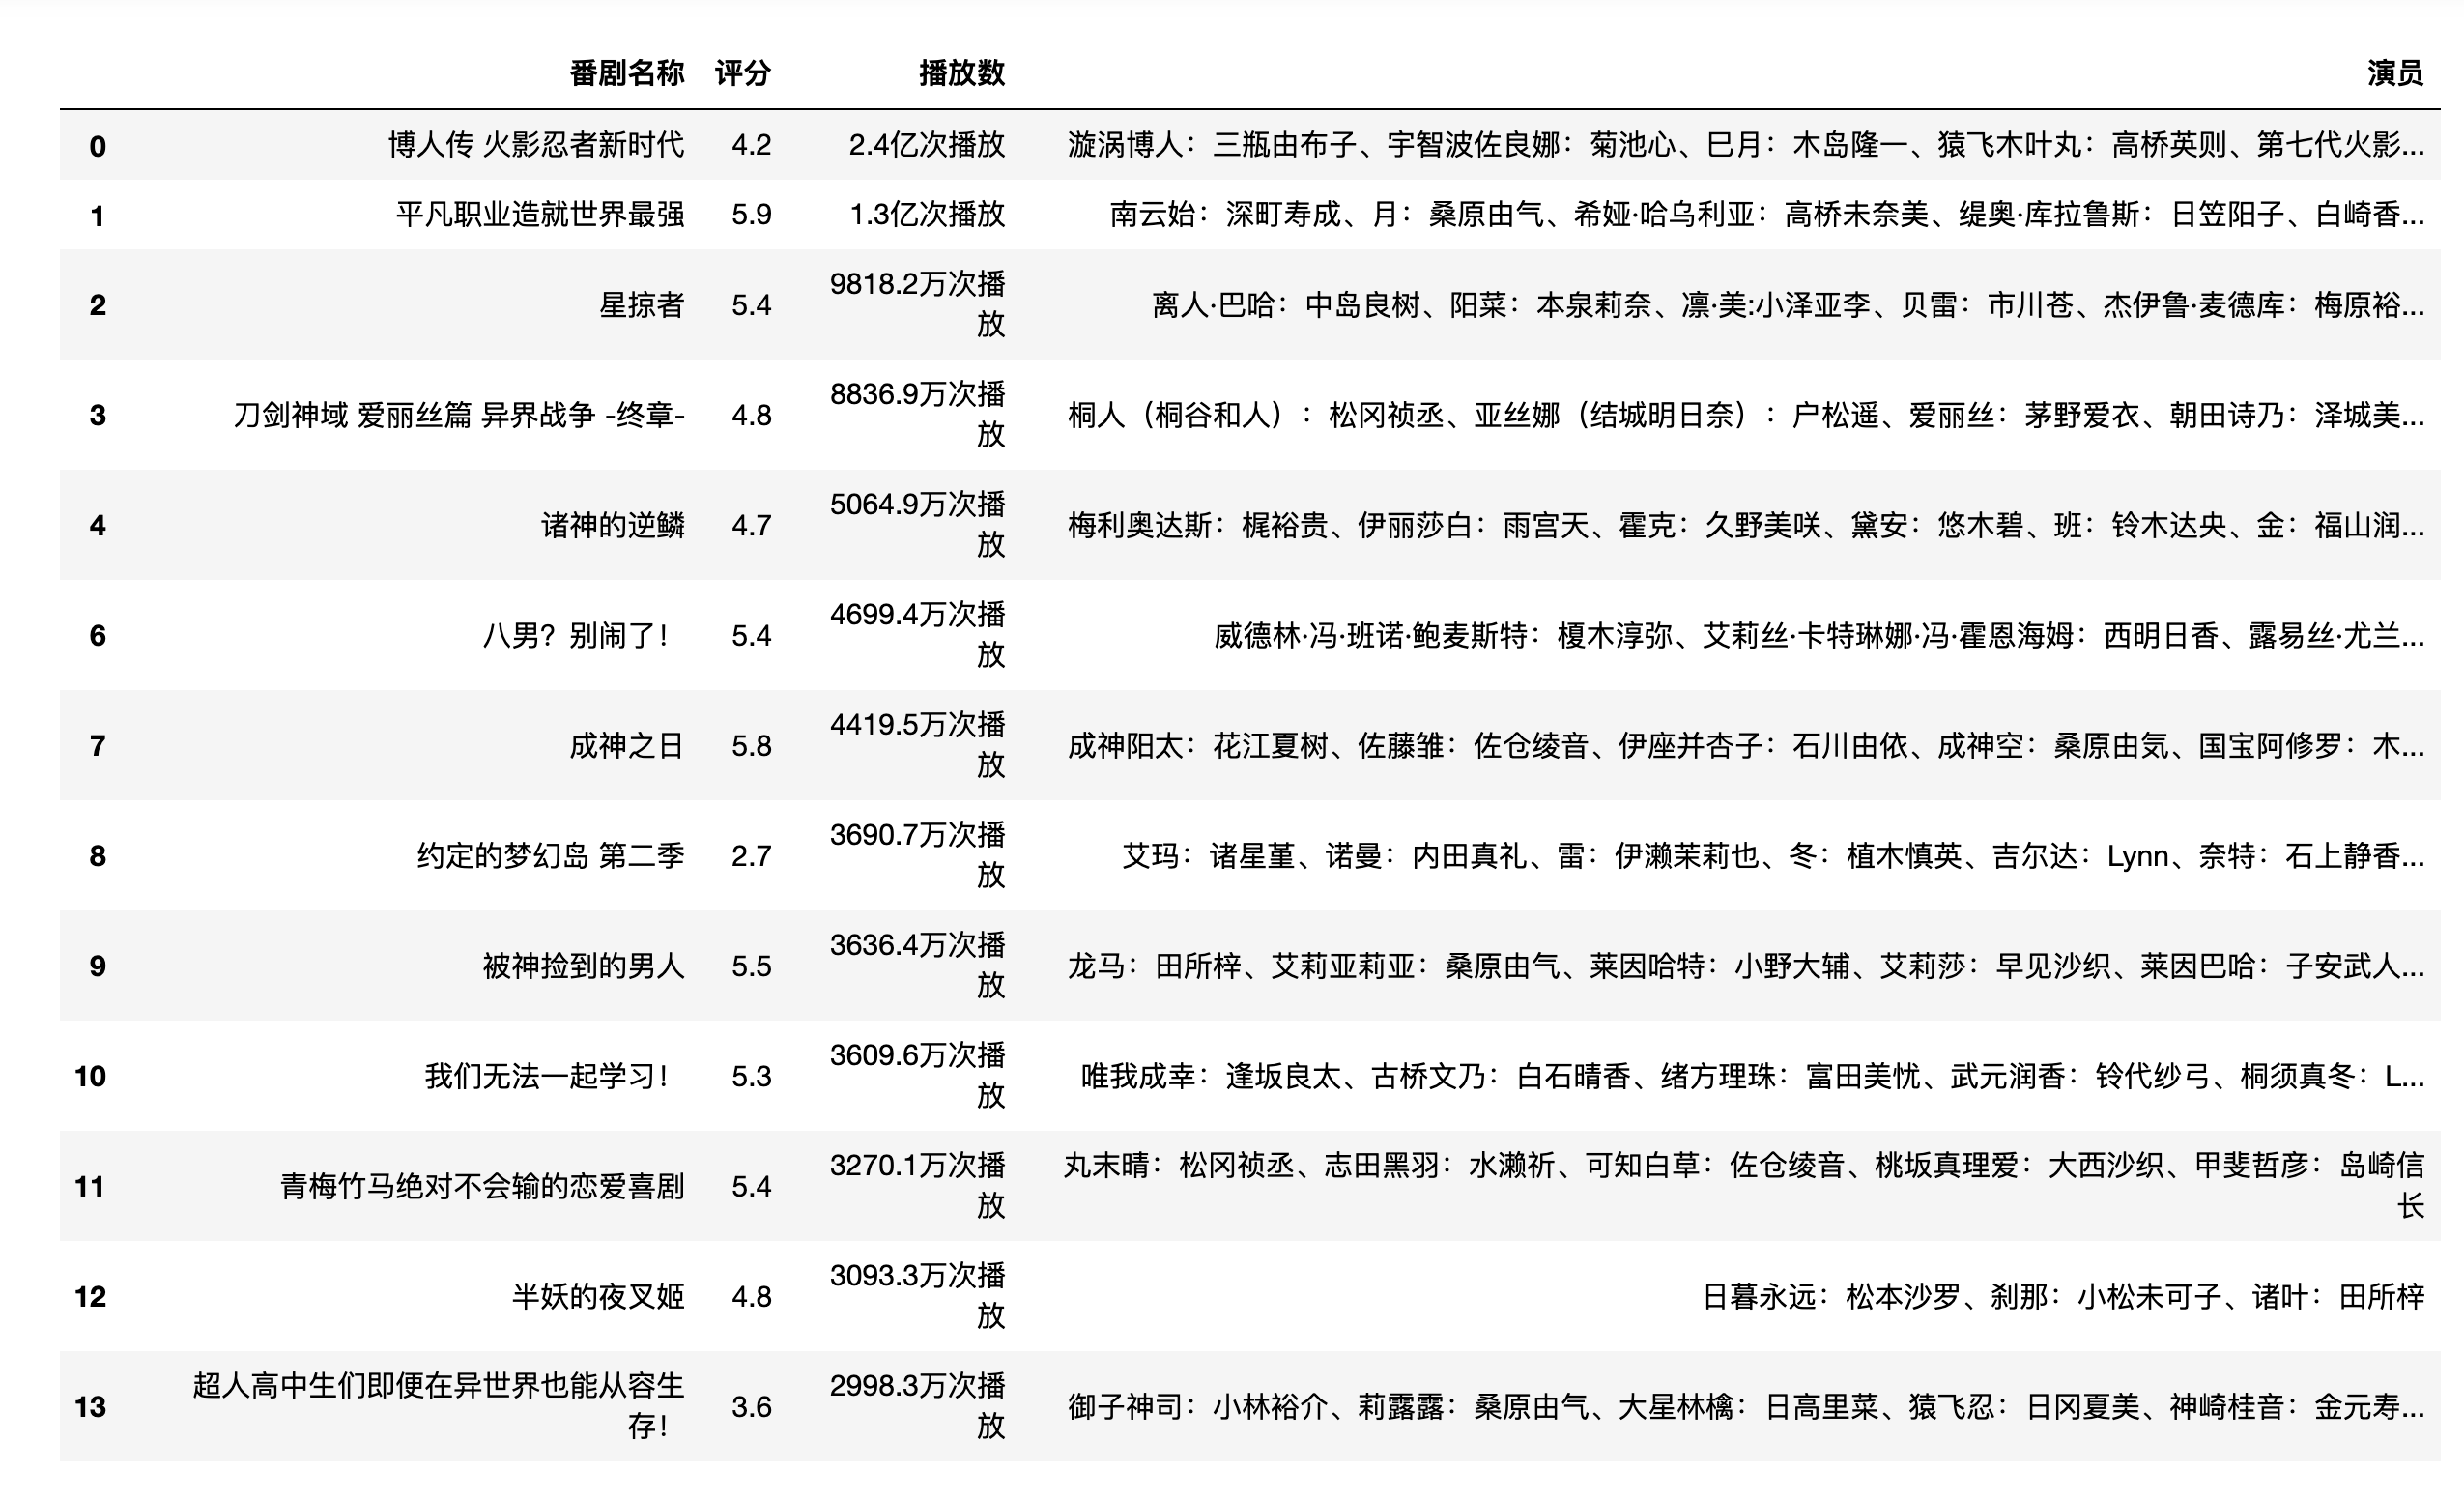 番剧名称 评分 播放数 演员
0 博人传 火影忍者新时代 4.2 2.4亿次播放 漩涡博人：三瓶由布子、宇智波佐良娜：菊池心、巳月：木岛隆一、猿飞木叶丸：高桥英则、第七代火影...
1 平凡职业造就世界最强 5.9 1.3亿次播放 南云始：深町寿成、月：桑原由气、希娅·哈乌利亚：高桥未奈美、缇奥·库拉鲁斯：日笠阳子、白崎香...
2 星掠者 5.4 9818.2万次播
放 离人·巴哈：中岛良树、阳菜：本泉莉奈、凛·美:小泽亚李、贝雷：市川苍、杰伊鲁·麦德库：梅原裕...
3 刀剑神域 爱丽丝篇 异界战争 -终章- 4.8 8836.9万次播
放 桐人（桐谷和人）：松冈祯丞、亚丝娜（结城明日奈）：户松遥、爱丽丝：茅野爱衣、朝田诗乃：泽城美...
4 诸神的逆鳞 4.7 5064.9万次播
放 梅利奥达斯：梶裕贵、伊丽莎白：雨宫天、霍克：久野美咲、黛安：悠木碧、班：铃木达央、金：福山润...
6 八男？别闹了！ 5.4 4699.4万次播
放 威德林·冯·班诺·鲍麦斯特：榎木淳弥、艾莉丝·卡特琳娜·冯·霍恩海姆：西明日香、露易丝·尤兰...
7 成神之日 5.8 4419.5万次播
放 成神阳太：花江夏树、佐藤雏：佐仓绫音、伊座并杏子：石川由依、成神空：桑原由気、国宝阿修罗：木...
8 约定的梦幻岛 第二季 2.7 3690.7万次播
放 艾玛：诸星堇、诺曼：内田真礼、雷：伊濑茉莉也、冬：植木慎英、吉尔达：Lynn、奈特：石上静香...
9 被神捡到的男人 5.5 3636.4万次播
放 龙马：田所梓、艾莉亚莉亚：桑原由气、莱因哈特：小野大辅、艾莉莎：早见沙织、莱因巴哈：子安武人...
10 我们无法一起学习！ 5.3 3609.6万次播
放 唯我成幸：逢坂良太、古桥文乃：白石晴香、绪方理珠：富田美忧、武元润香：铃代纱弓、桐须真冬：L...
11 青梅竹马绝对不会输的恋爱喜剧 5.4 3270.1万次播
放 丸末晴：松冈祯丞、志田黑羽：水濑祈、可知白草：佐仓绫音、桃坂真理爱：大西沙织、甲斐哲彦：岛崎信
长
12 半妖的夜叉姬 4.8 3093.3万次播
放 日暮永远：松本沙罗、刹那：小松未可子、诸叶：田所梓
13 超人高中生们即便在异世界也能从容生
存！ 3.6 2998.3万次播
放 御子神司：小林裕介、莉露露：桑原由气、大星林檎：日高里菜、猿飞忍：日冈夏美、神崎桂音：金元寿...